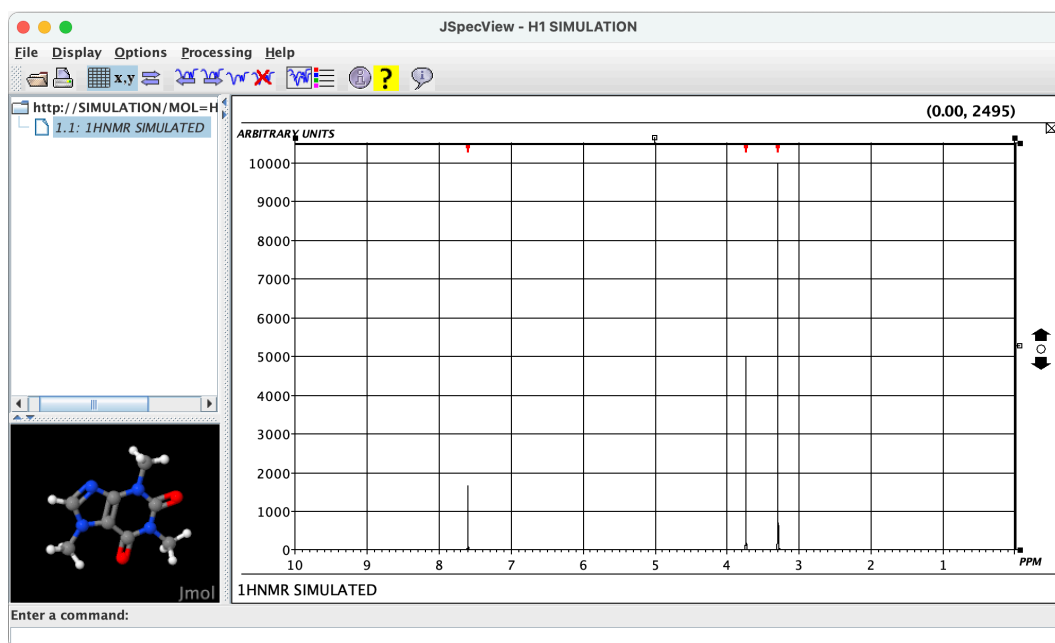 JSpecView - H1 SIMULATION
File Display Options Processing Help
x,y ? i
http://SIMULATION/MOL=H
1.1: 1HNMR SIMULATED
(0.00, 2495)
ARBITRARY UNITS
10000
9000
8000
7000
6000
5000
4000
3000
2000
1000
0
10 9 8 7 6 5 4 3 2 1 PPM
1HNMR SIMULATED
Jmol
Enter a command: